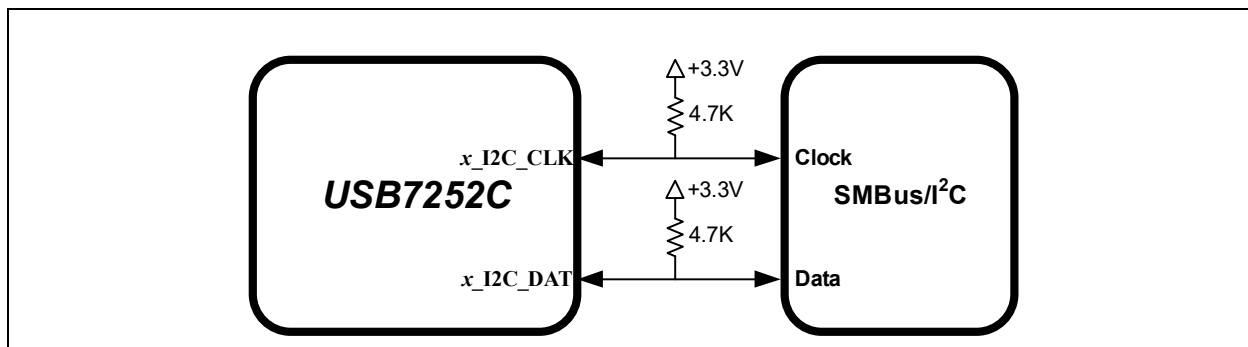 +3.3V
4.7K
x_I2C_CLK
Clock
USB7252C
+3.3V
SMBus/I²C
4.7K
x_I2C_DAT
Data